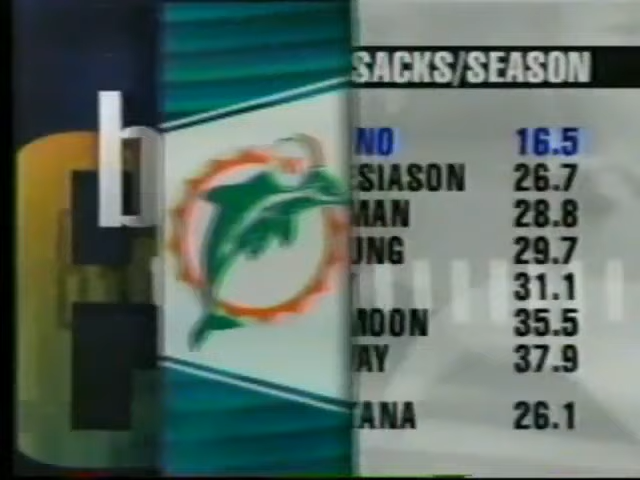 b
SACKS/SEASON
NO 16.5
SIASON 26.7
MAN 28.8
UNG 29.7
31.1
MOON 35.5
AY 37.9
TANA 26.1